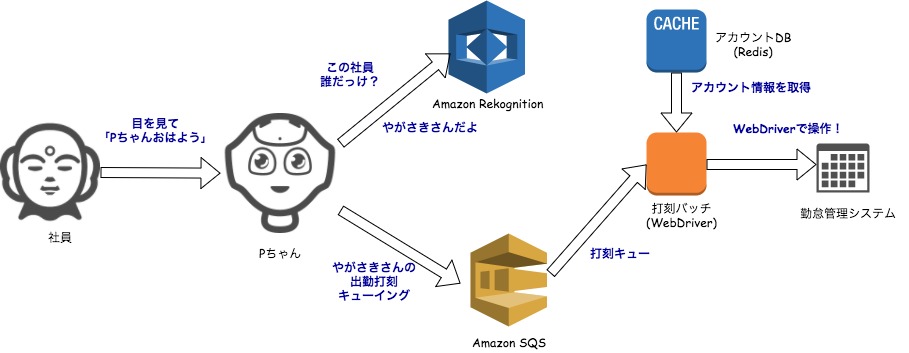 目を見て
「Pちゃんおはよう」
社員
Pちゃん
この社員
誰だっけ？
やがさきさんだよ
Amazon Rekognition
やがさきさんの
出勤打刻
キューイング
Amazon SQS
打刻キュー
CACHE
アカウントDB
(Redis)
アカウント情報を取得
打刻バッチ
(WebDriver)
WebDriverで操作！
勤怠管理システム